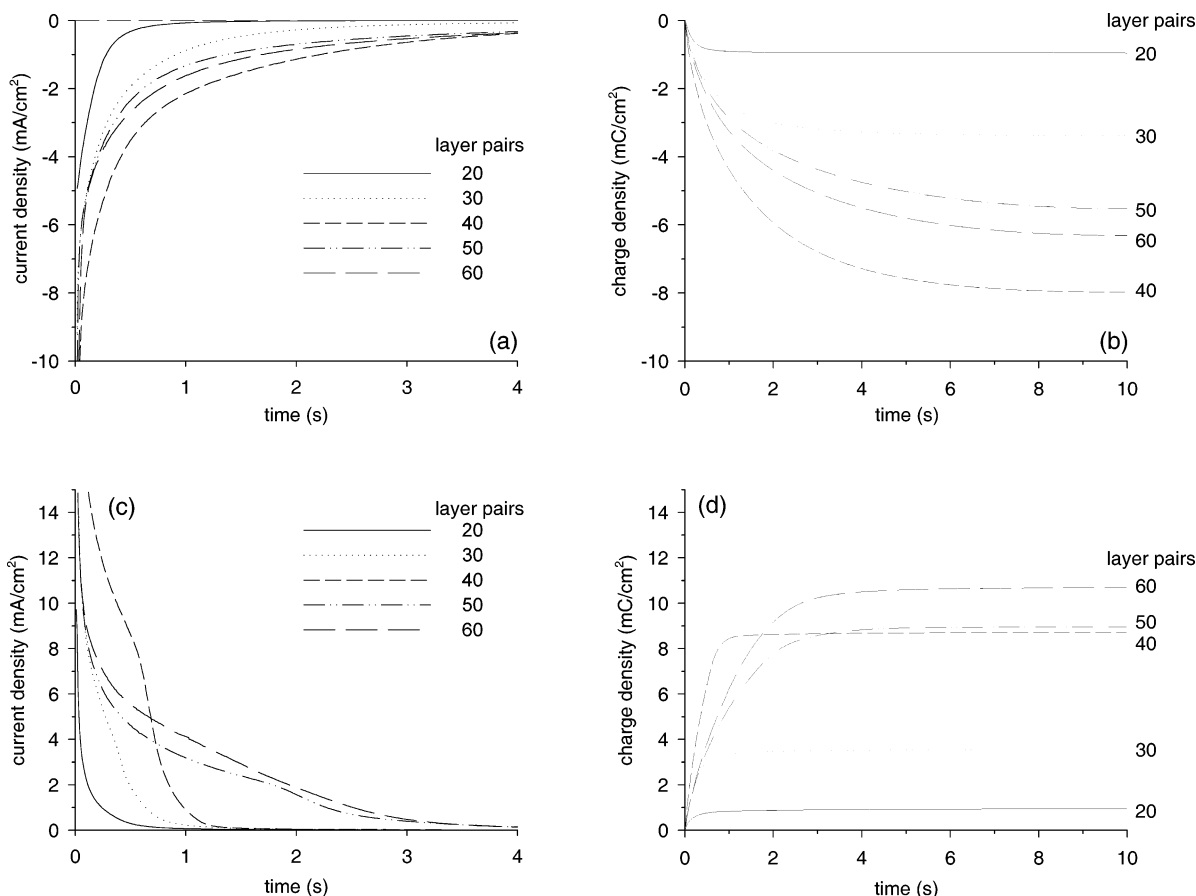 0
-2
-4
-6
-8
-10
current density (mA/cm²)
layer pairs
20
30
40
50
60
(a)
0 1 2 3 4
time (s)
0
-2
-4
-6
-8
-10
charge density (mC/cm²)
layer pairs
20
30
50
60
40
(b)
0 2 4 6 8 10
time (s)
14
12
10
8
6
4
2
0
current density (mA/cm²)
(c)
layer pairs
20
30
40
50
60
0 1 2 3 4
time (s)
14
12
10
8
6
4
2
0
charge density (mC/cm²)
(d)
layer pairs
60
50
40
30
20
0 2 4 6 8 10
time (s)